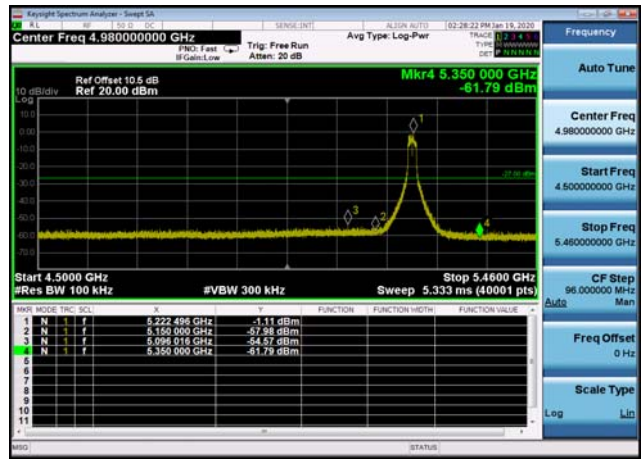 Keysight Spectrum Analyzer - Swept SA
RL RF 50 Ω DC SENSE:INT ALIGN AUTO 02:28:22 PM Jan 19, 2020
Center Freq 4.980000000 GHz
PNO: Fast
IFGain:Low
Trig: Free Run
Atten: 20 dB
Avg Type: Log-Pwr
TRACE 1 2 3 4 5 6
TYPE
DET P N N N N N
Ref Offset 10.5 dB
Ref 20.00 dBm
10 dB/div
Log
Mkr4 5.350 000 GHz
-61.79 dBm
10.0
0.00
-10.0
-20.0
-30.0
-40.0
-50.0
-60.0
-70.0
1
3
2
4
Start 4.5000 GHz
Stop 5.4600 GHz
#Res BW 100 kHz
#VBW 300 kHz
Sweep 5.333 ms (40001 pts)
MKR MODE TRC SCL X Y FUNCTION FUNCTION WIDTH FUNCTION VALUE
1 N 1 f 5.222 496 GHz -1.11 dBm
2 N 1 f 5.150 000 GHz -57.98 dBm
3 N 1 f 5.096 016 GHz -54.57 dBm
4 N 1 f 5.350 000 GHz -61.79 dBm
5
6
7
8
9
10
11
MSG
STATUS
Frequency
Auto Tune
Center Freq
4.980000000 GHz
Start Freq
4.500000000 GHz
Stop Freq
5.460000000 GHz
CF Step
96.000000 MHz
Auto Man
Freq Offset
0 Hz
Scale Type
Log Lin